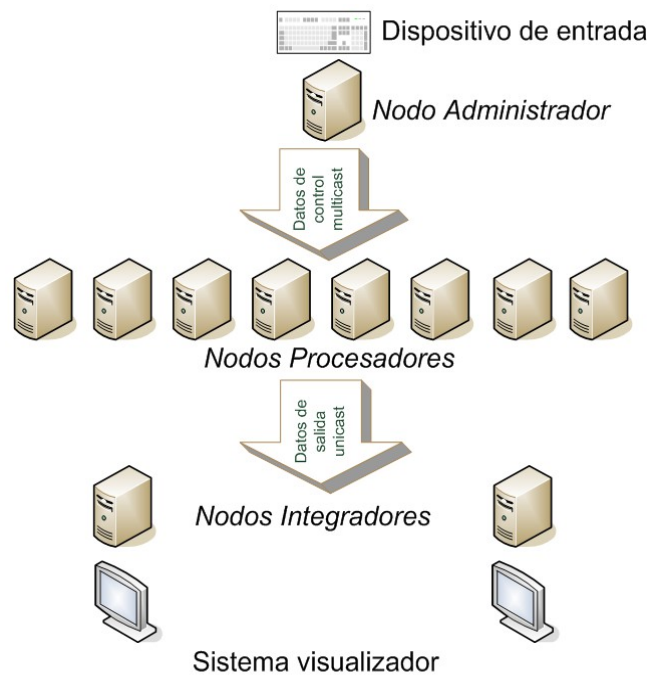 Dispositivo de entrada
Nodo Administrador
Datos de
control
multicast
Nodos Procesadores
Datos de
salida
unicast
Nodos Integradores
Sistema visualizador